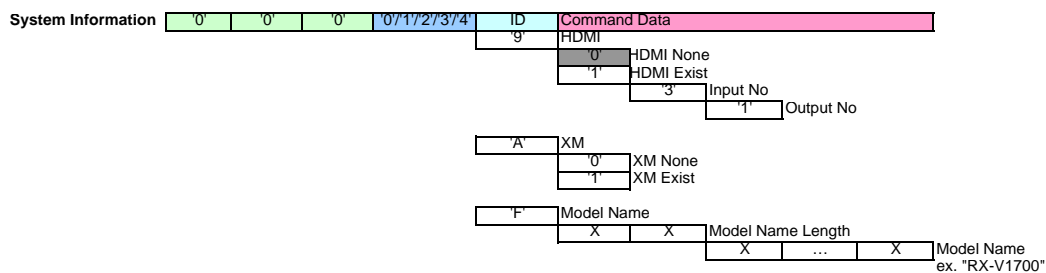 System Information '0' '0' '0' '0'/'1'/'2'/'3'/'4' ID Command Data
'9' HDMI
'0' HDMI None
'1' HDMI Exist
'3' Input No
'1' Output No
'A' XM
'0' XM None
'1' XM Exist
'F' Model Name
X X Model Name Length
X ... X Model Name
ex. "RX-V1700"